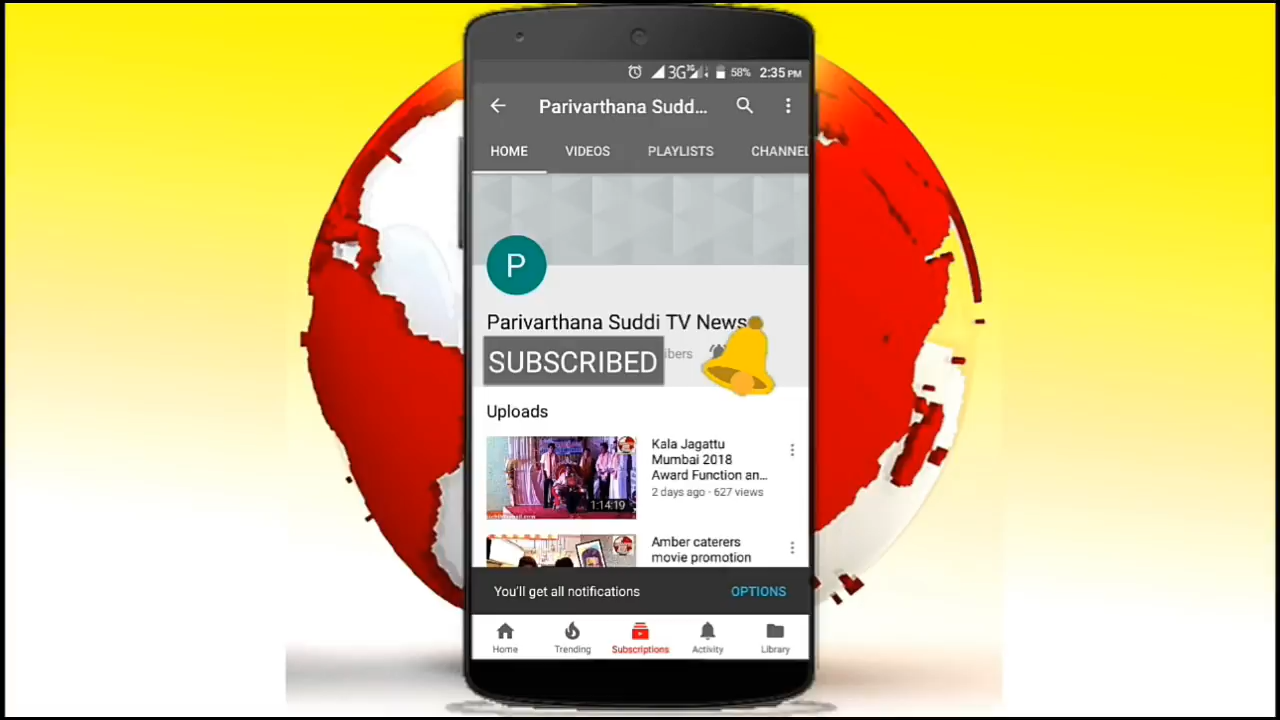 3G 3G 58% 2:35 PM
Parivarthana Sudd...
HOME VIDEOS PLAYLISTS CHANNEL
P
Parivarthana Suddi TV News
SUBSCRIBED ibers
Uploads
Kala Jagattu
Mumbai 2018
Award Function an...
2 days ago · 627 views
1:14:19
Amber caterers
movie promotion
You'll get all notifications OPTIONS
Home Trending Subscriptions Activity Library